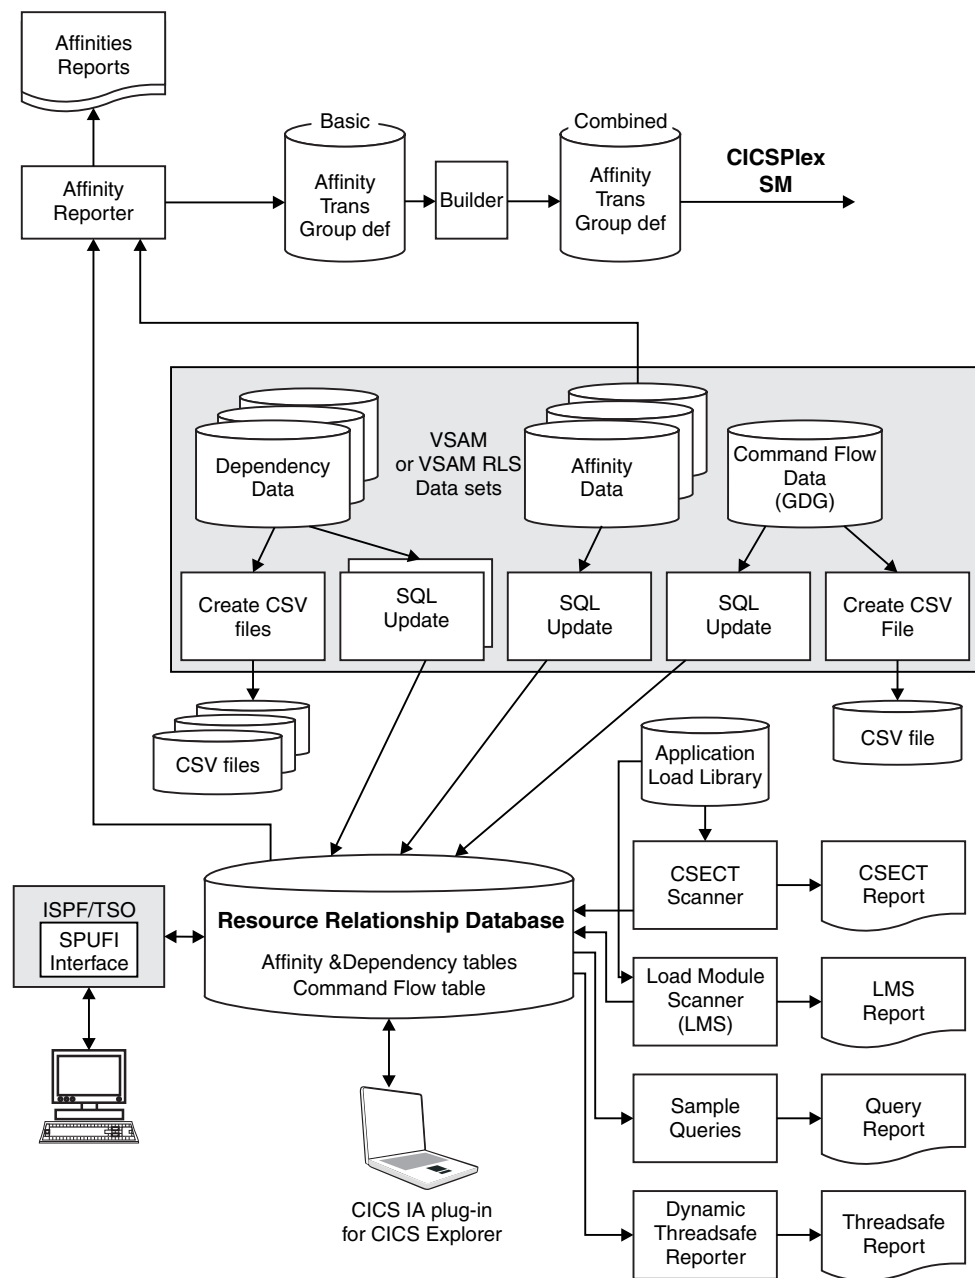 Affinities
Reports
Affinity
Reporter
Basic
Affinity
Trans
Group def
Builder
Combined
Affinity
Trans
Group def
CICSPlex
SM
Dependency
Data
VSAM
or VSAM RLS
Data sets
Affinity
Data
Command Flow
Data
(GDG)
Create CSV
files
SQL
Update
SQL
Update
SQL
Update
Create CSV
File
CSV files
CSV file
Application
Load Library
CSECT
Scanner
CSECT
Report
ISPF/TSO
SPUFI
Interface
Resource Relationship Database
Affinity &Dependency tables
Command Flow table
Load Module
Scanner
(LMS)
LMS
Report
Sample
Queries
Query
Report
CICS IA plug-in
for CICS Explorer
Dynamic
Threadsafe
Reporter
Threadsafe
Report